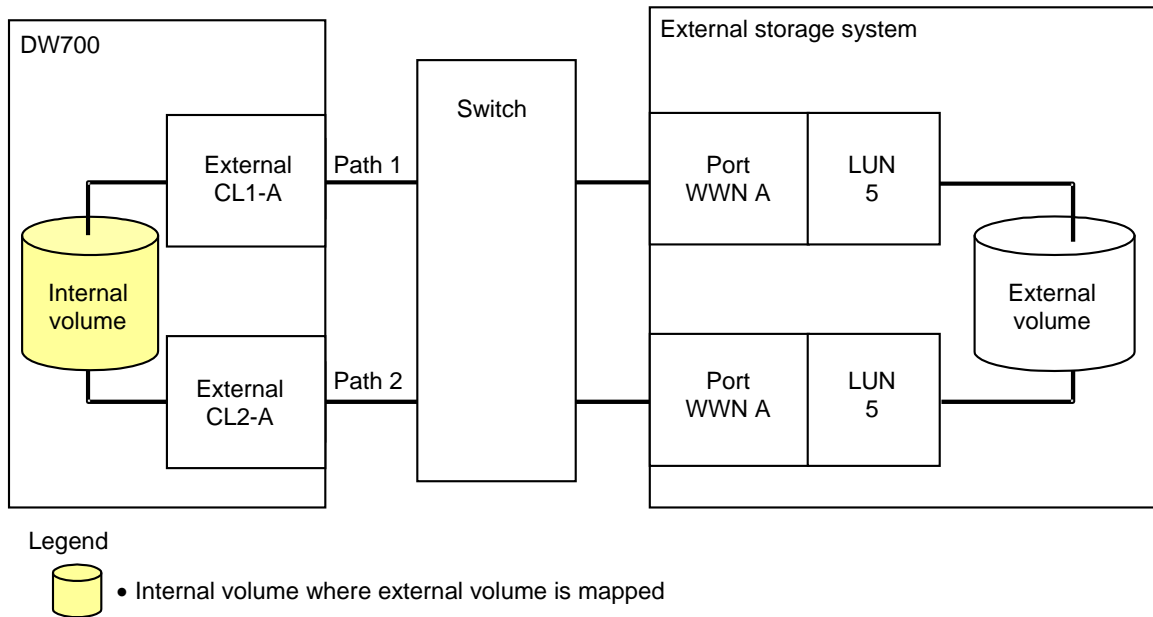 DW700
External storage system
Switch
External
CL1-A
Path 1
Port
WWN A
LUN
5
Internal
volume
External
volume
External
CL2-A
Path 2
Port
WWN A
LUN
5
Legend
• Internal volume where external volume is mapped